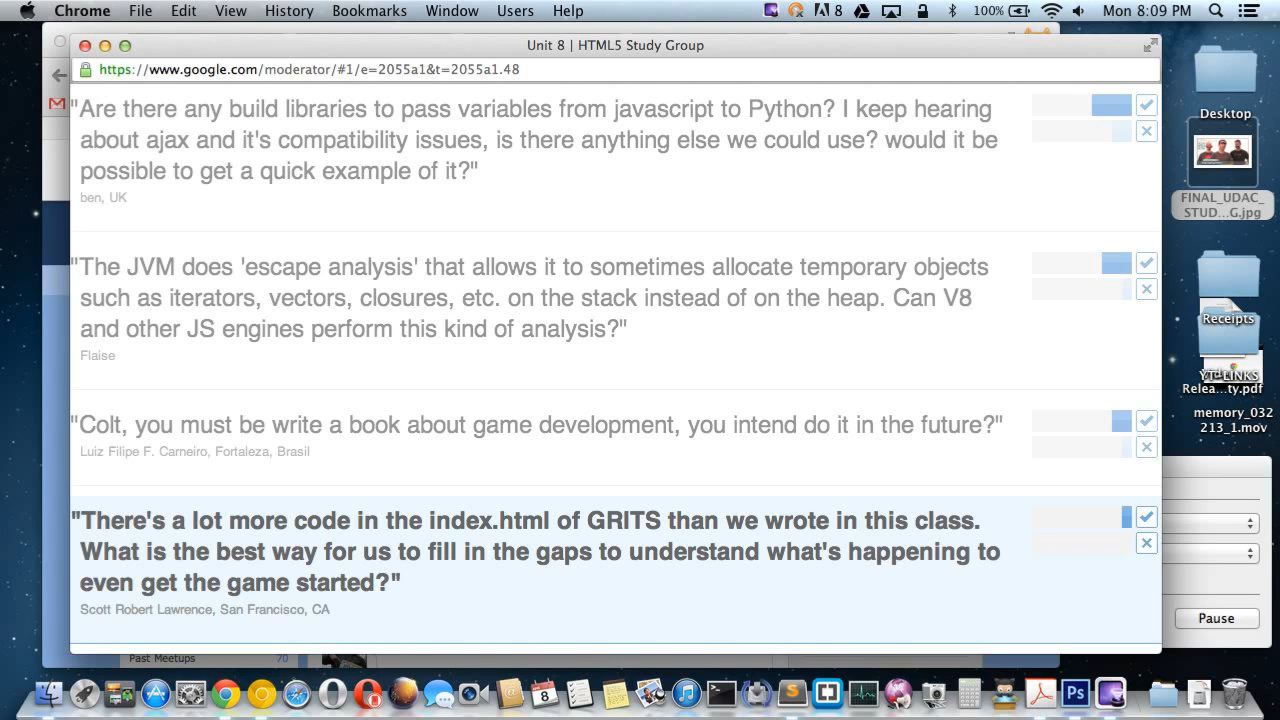 Chrome File Edit View History Bookmarks Window Users Help 8 100% Mon 8:09 PM
Unit 8 | HTML5 Study Group
https://www.google.com/moderator/#1/e=2055a1&t=2055a1.48
"Are there any build libraries to pass variables from javascript to Python? I keep hearing
about ajax and it's compatibility issues, is there anything else we could use? would it be
possible to get a quick example of it?"
ben, UK
"The JVM does 'escape analysis' that allows it to sometimes allocate temporary objects
such as iterators, vectors, closures, etc. on the stack instead of on the heap. Can V8
and other JS engines perform this kind of analysis?"
Flaise
"Colt, you must be write a book about game development, you intend do it in the future?"
Luiz Filipe F. Carneiro, Fortaleza, Brasil
"There's a lot more code in the index.html of GRITS than we wrote in this class.
What is the best way for us to fill in the gaps to understand what's happening to
even get the game started?"
Scott Robert Lawrence, San Francisco, CA
Past Meetups 70
Desktop
FINAL_UDAC_
STUD...G.jpg
Receipts
YT-LINKS
Relea...ty.pdf
memory_032
213_1.mov
Pause
8
Ps